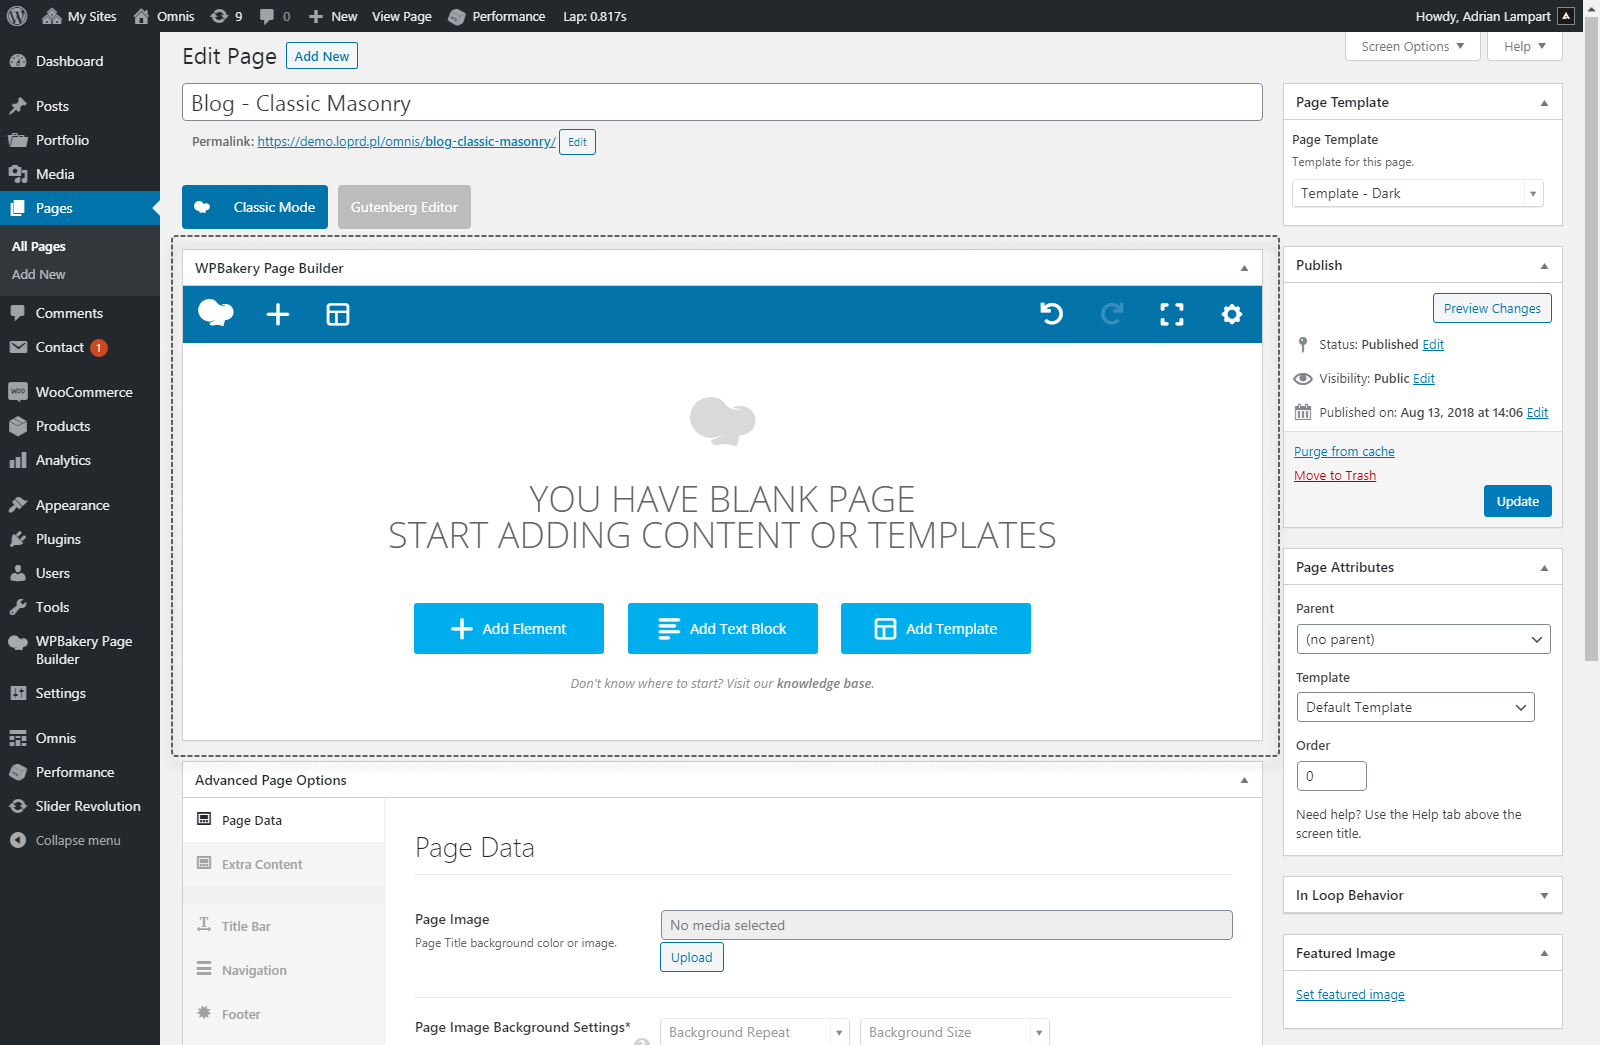 My Sites
Omnis
9
0
New
View Page
Performance
Lap: 0.817s
Howdy, Adrian Lampart
Dashboard
Posts
Portfolio
Media
Pages
All Pages
Add New
Comments
Contact 1
WooCommerce
Products
Analytics
Appearance
Plugins
Users
Tools
WPBakery Page
Builder
Settings
Omnis
Performance
Slider Revolution
Collapse menu
Edit Page
Add New
Screen Options
Help
Blog - Classic Masonry
Permalink: https://demo.loprd.pl/omnis/blog-classic-masonry/ Edit
Classic Mode
Gutenberg Editor
WPBakery Page Builder
YOU HAVE BLANK PAGE
START ADDING CONTENT OR TEMPLATES
Add Element
Add Text Block
Add Template
Don't know where to start? Visit our knowledge base.
Advanced Page Options
Page Data
Extra Content
Title Bar
Navigation
Footer
Page Data
Page Image
Page Title background color or image.
No media selected
Upload
Page Image Background Settings*
?
Background Repeat
Background Size
Page Template
Page Template
Template for this page.
Template - Dark
Publish
Preview Changes
Status: Published Edit
Visibility: Public Edit
Published on: Aug 13, 2018 at 14:06 Edit
Purge from cache
Move to Trash
Update
Page Attributes
Parent
(no parent)
Template
Default Template
Order
0
Need help? Use the Help tab above the
screen title.
In Loop Behavior
Featured Image
Set featured image